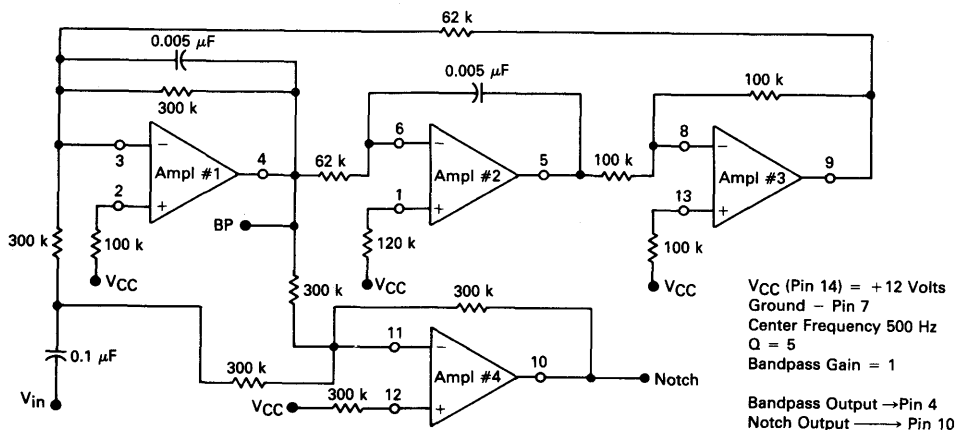 62 k
0.005 μF
300 k
3
2
Ampl #1
4
62 k
0.005 μF
6
1
Ampl #2
5
100 k
100 k
8
13
Ampl #3
9
300 k
100 k
VCC
BP
120 k
VCC
100 k
VCC
300 k
300 k
11
12
Ampl #4
10
Notch
0.1 μF
Vin
300 k
VCC
300 k
VCC (Pin 14) = +12 Volts
Ground – Pin 7
Center Frequency 500 Hz
Q = 5
Bandpass Gain = 1
Bandpass Output → Pin 4
Notch Output ⟶ Pin 10